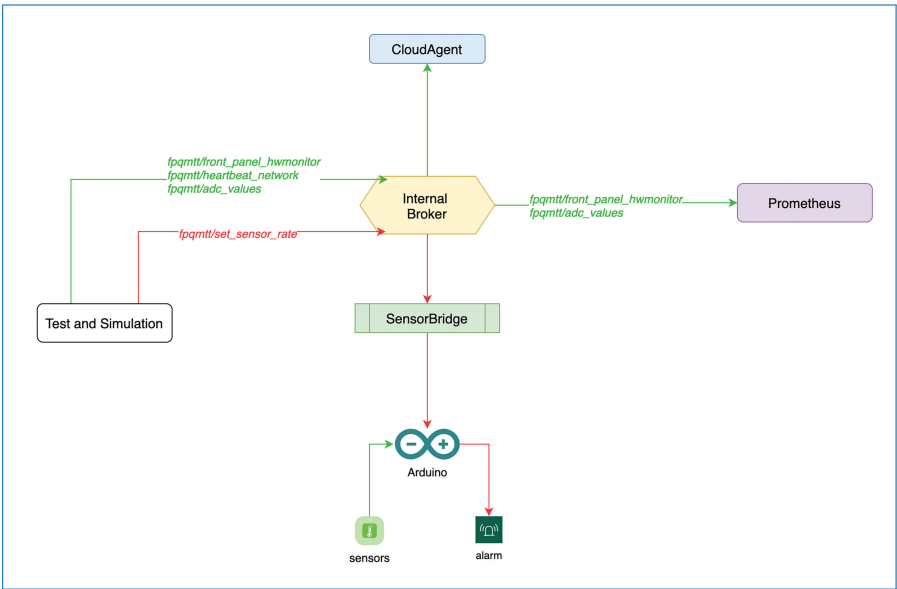 CloudAgent
fpqmtt/front_panel_hwmonitor
fpqmtt/heartbeat_network
fpqmtt/adc_values
Internal
Broker
fpqmtt/front_panel_hwmonitor
fpqmtt/adc_values
Prometheus
fpqmtt/set_sensor_rate
Test and Simulation
SensorBridge
Arduino
sensors
alarm